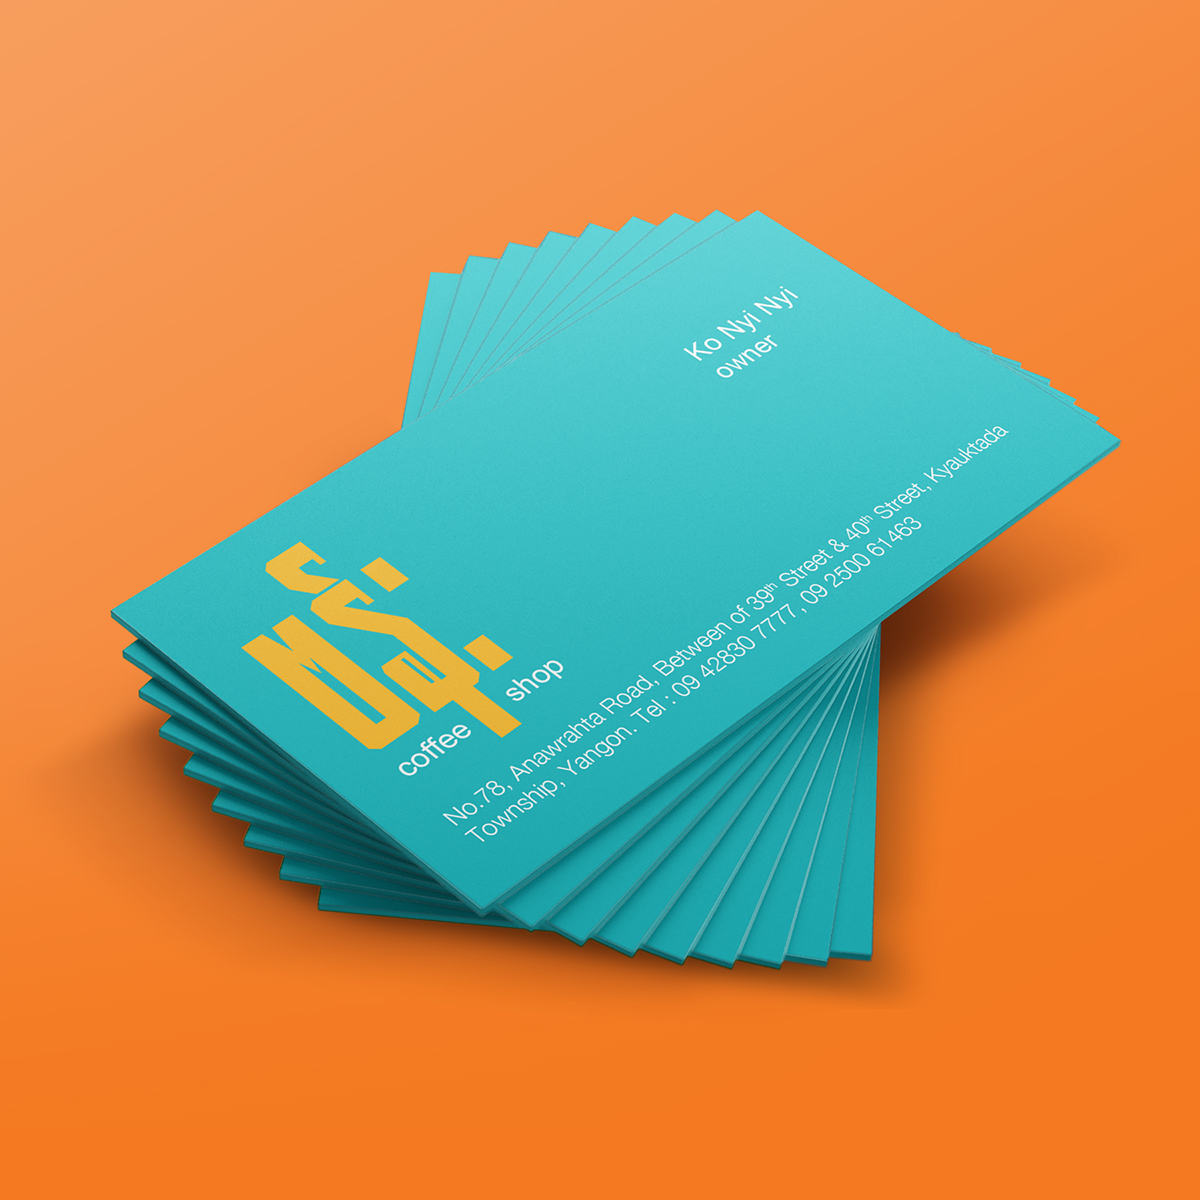 Ko Nyi Nyi
owner
coffee shop
No.78, Anawrahta Road, Between of 39th Street & 40th Street, Kyauktada
Townshiip, Yangon. Tel : 09 42830 7777, 09 2500 61463